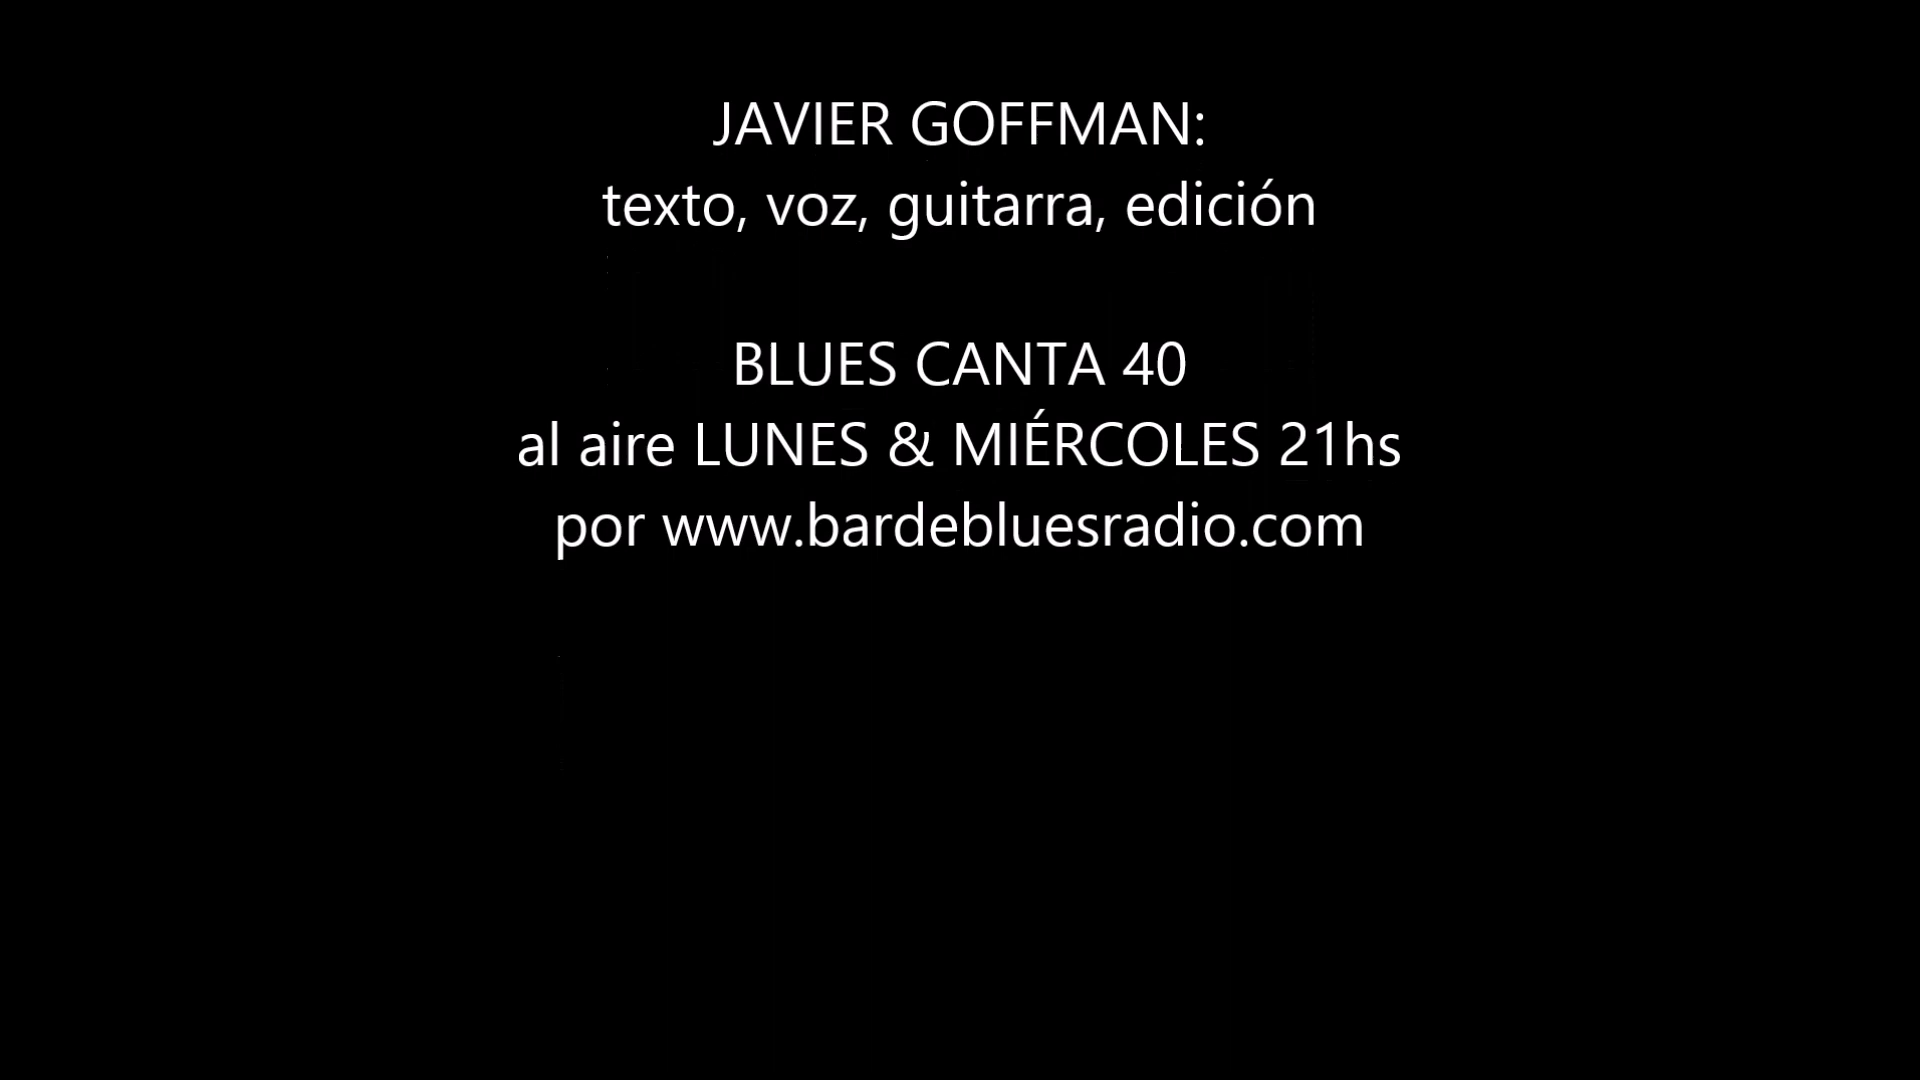 JAVIER GOFFMAN:
texto, voz, guitarra, edición
BLUES CANTA 40
al aire LUNES & MIÉRCOLES 21hs
por www.bardebluesradio.com